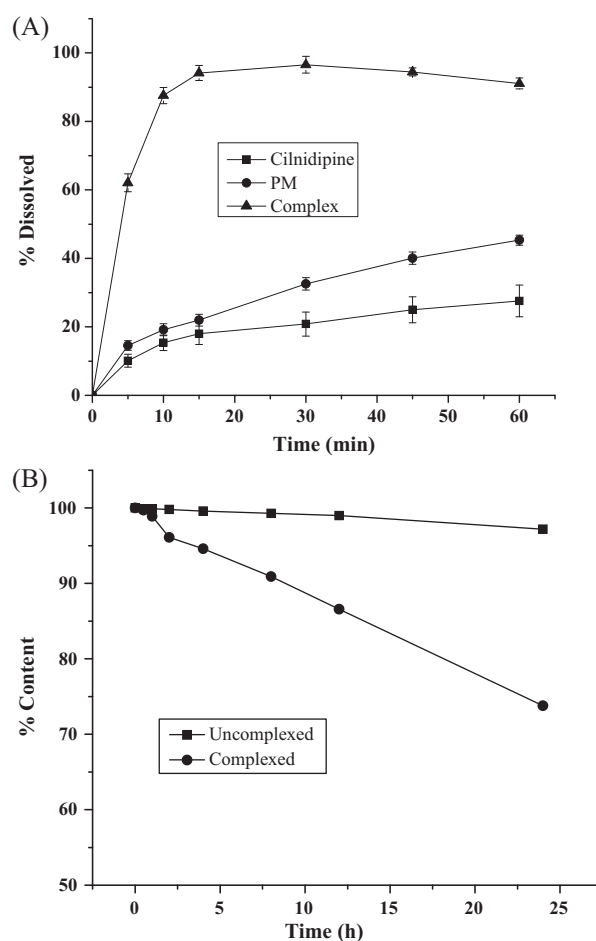 (A)
100
80
60
40
20
0
% Dissolved
Cilnidipine
PM
Complex
0 10 20 30 40 50 60
Time (min)
(B)
100
90
80
70
60
50
% Content
Uncomplexed
Complexed
0 5 10 15 20 25
Time (h)